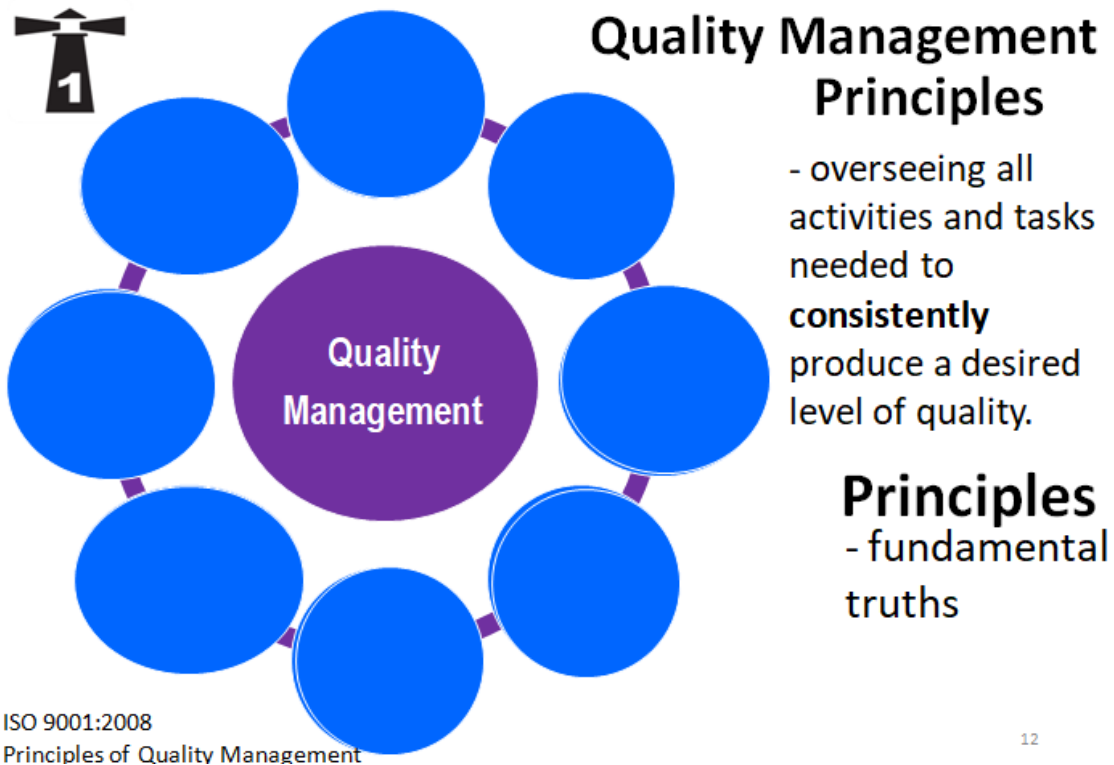 1
Quality Management
Principles
- overseeing all
activities and tasks
needed to
consistently
produce a desired
level of quality.
Quality
Management
Principles
- fundamental
truths
ISO 9001:2008
Principles of Quality Management
12